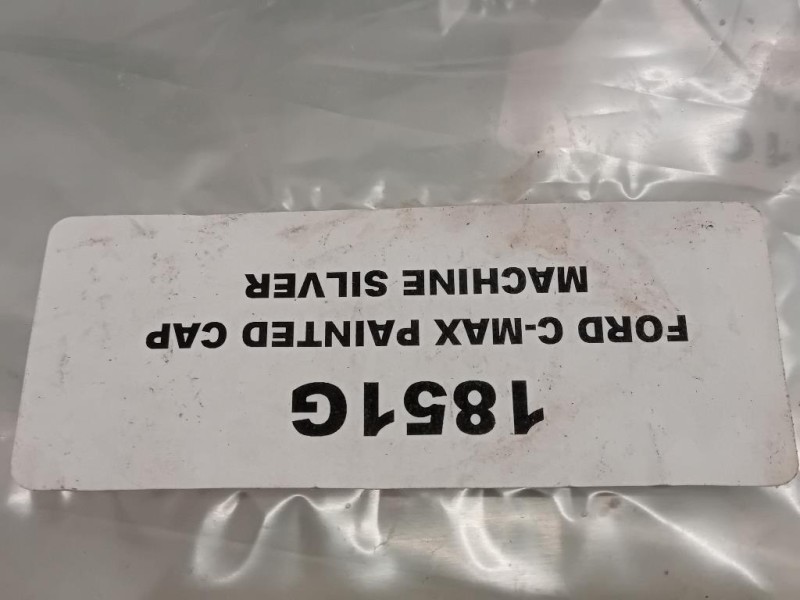 1851G
FORD C-MAX PAINTED CAP
MACHINE SILVER